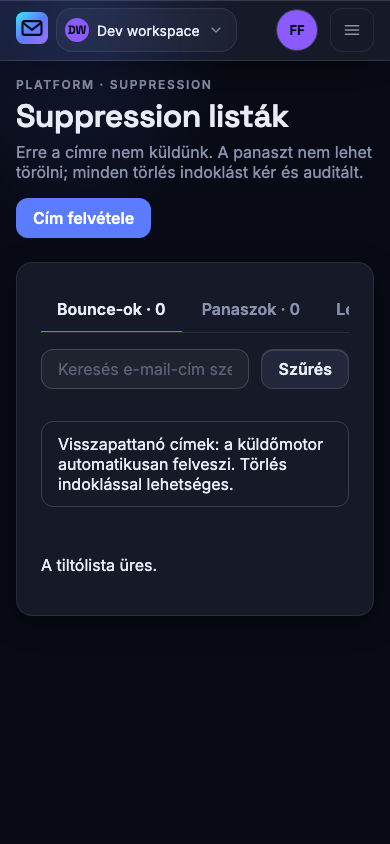 DW Dev workspace FF
PLATFORM · SUPPRESSION
Suppression listák
Erre a címre nem küldünk. A panaszt nem lehet
törölni; minden törlés indoklást kér és auditált.
Cím felvétele
Bounce-ok · 0 Panaszok · 0
Keresés e-mail-cím Szűrés
Visszapattanó címek: a küldőmotor
automatikusan felveszi. Törlés
indoklással lehetséges.
A tiltólista üres.